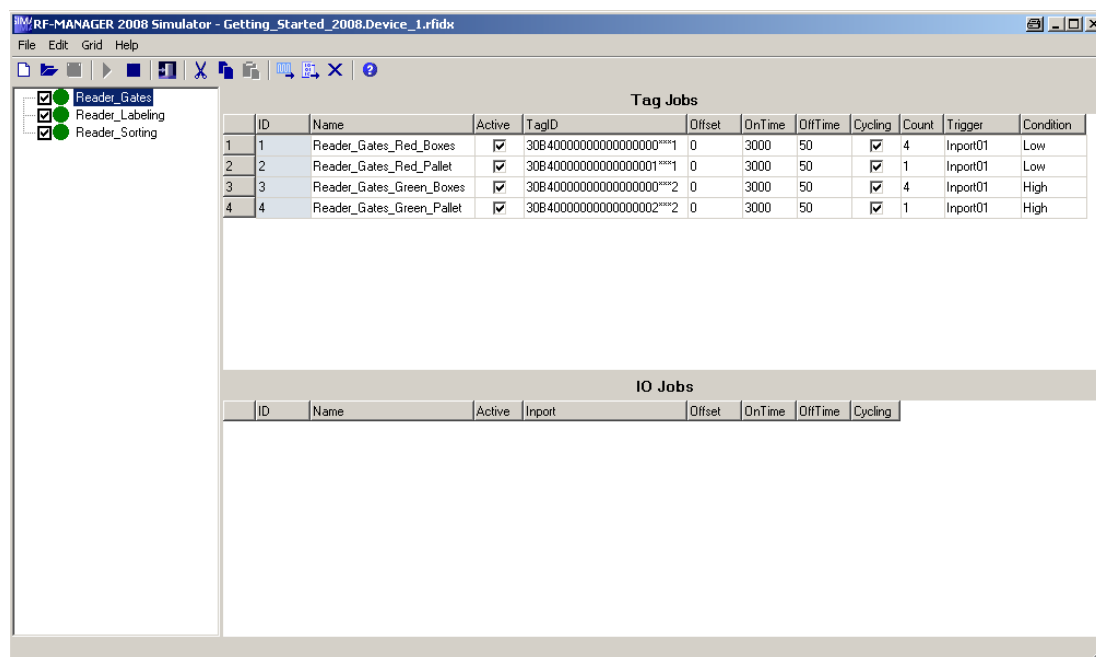 RF-MANAGER 2008 Simulator - Getting_Started_2008.Device_1.rfidx
File Edit Grid Help
Reader_Gates
Reader_Labeling
Reader_Sorting
Tag Jobs
ID Name Active TagID Offset OnTime OffTime Cycling Count Trigger Condition
1 1 Reader_Gates_Red_Boxes 30B40000000000000000***1 0 3000 50 4 Inport01 Low
2 2 Reader_Gates_Red_Pallet 30B40000000000000001***1 0 3000 50 1 Inport01 Low
3 3 Reader_Gates_Green_Boxes 30B40000000000000000***2 0 3000 50 4 Inport01 High
4 4 Reader_Gates_Green_Pallet 30B40000000000000002***2 0 3000 50 1 Inport01 High
IO Jobs
ID Name Active Inport Offset OnTime OffTime Cycling